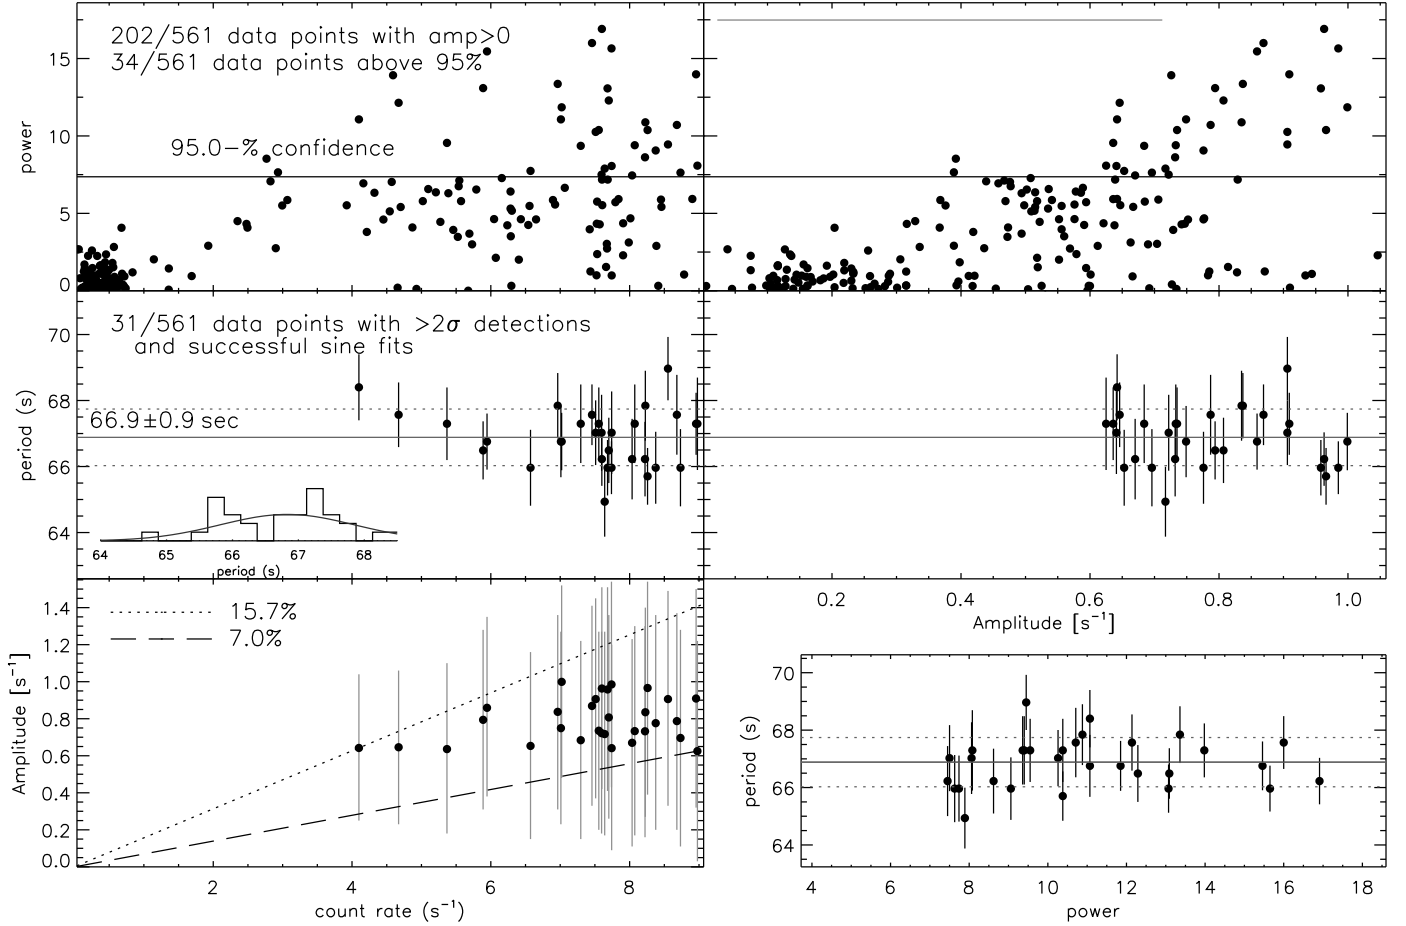 202/561 data points with amp>0
34/561 data points above 95%
95.0-% confidence
power
15
10
5
0
31/561 data points with >2σ detections
and successful sine fits
66.9±0.9 sec
period (s)
70
68
66
64
64 65 66 67 68
period (s)
0.2 0.4 0.6 0.8 1.0
Amplitude [s⁻¹]
15.7%
7.0%
Amplitude [s⁻¹]
1.4
1.2
1.0
0.8
0.6
0.4
0.2
0.0
2 4 6 8
count rate (s⁻¹)
period (s)
70
68
66
64
4 6 8 10 12 14 16 18
power